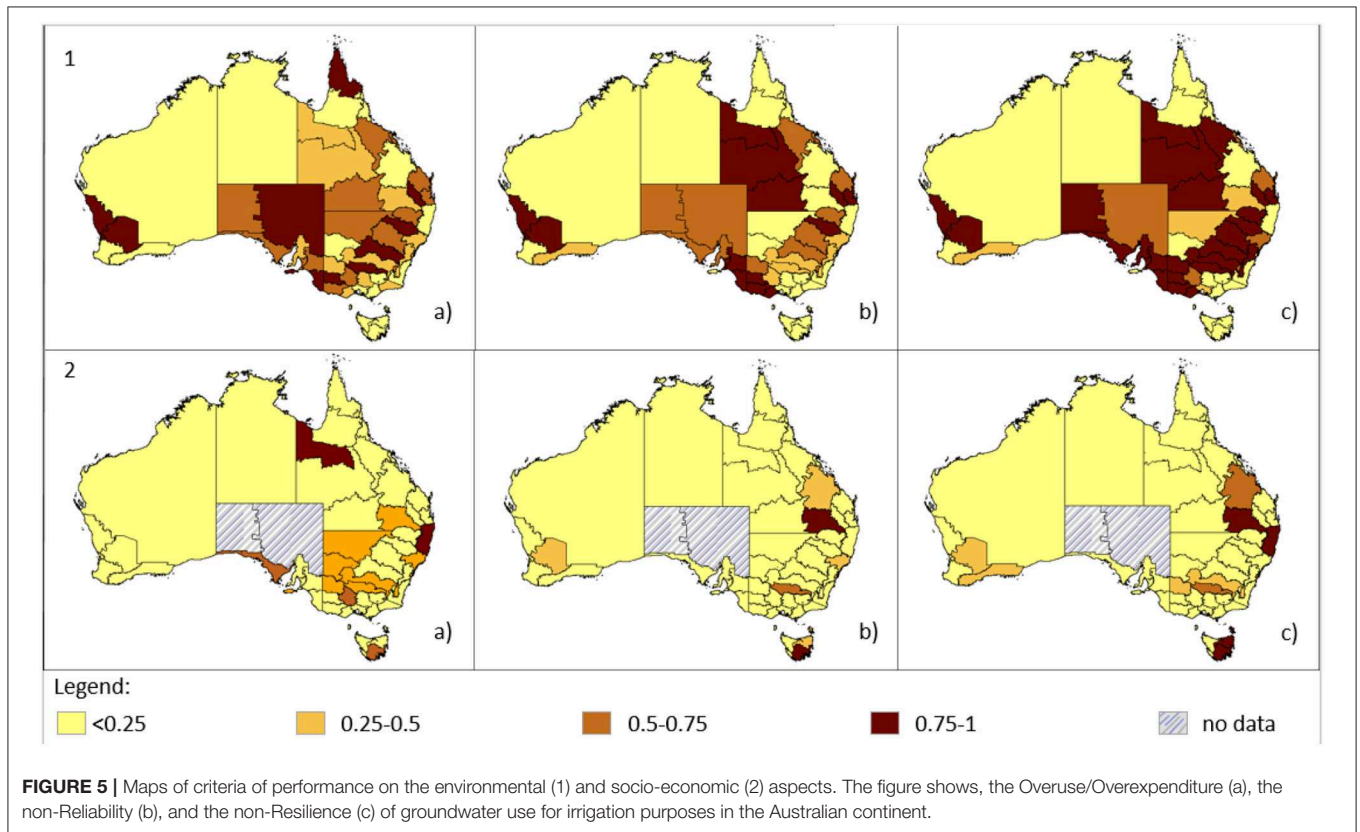 1
a)
b)
c)
2
a)
b)
c)
Legend:
<0.25
0.25-0.5
0.5-0.75
0.75-1
no data
FIGURE 5 | Maps of criteria of performance on the environmental (1) and socio-economic (2) aspects. The figure shows, the Overuse/Overexpenditure (a), the
non-Reliability (b), and the non-Resilience (c) of groundwater use for irrigation purposes in the Australian continent.